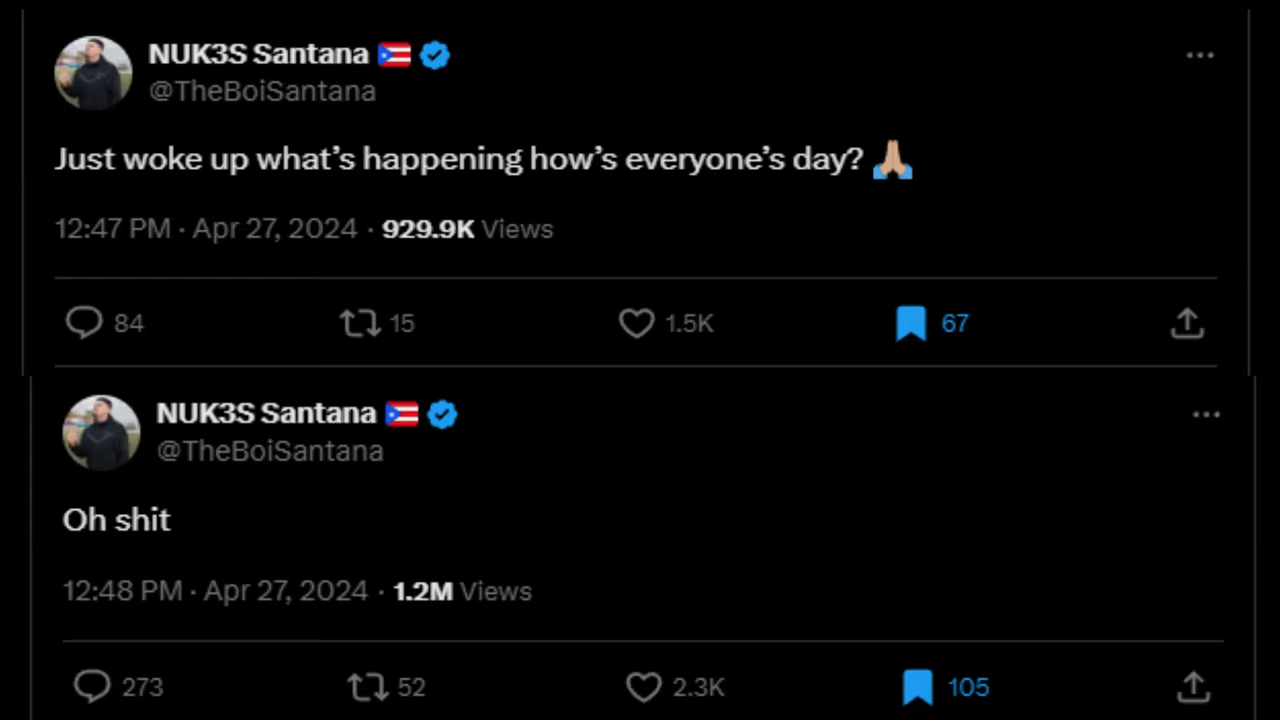 NUK3S Santana 🇵🇷
@TheBoiSantana
Just woke up what’s happening how’s everyone’s day? 🙏🏼
12:47 PM · Apr 27, 2024 · 929.9K Views
84 15 1.5K 67
NUK3S Santana 🇵🇷
@TheBoiSantana
Oh shit
12:48 PM · Apr 27, 2024 · 1.2M Views
273 52 2.3K 105